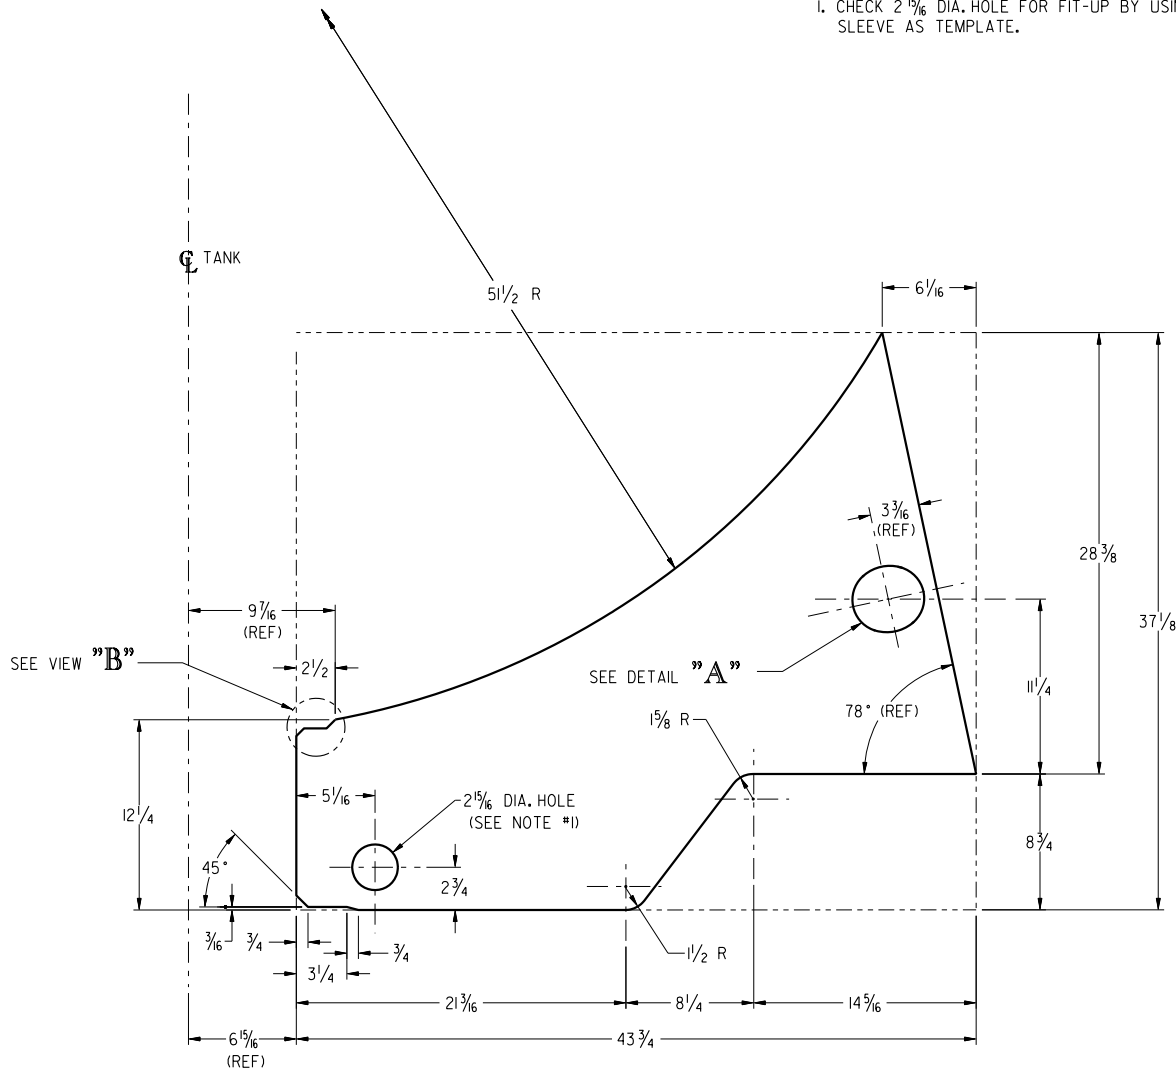 1. CHECK 2 15/16 DIA. HOLE FOR FIT-UP BY
SLEEVE AS TEMPLATE.
℄ TANK
51 1/2 R
6 1/16
3 3/16
(REF)
28 3/8
37 1/8
9 7/16
(REF)
SEE VIEW "B"
2 1/2
SEE DETAIL "A"
11 1/4
78° (REF)
1 5/8 R
5 1/16
2 15/16 DIA. HOLE
(SEE NOTE #1)
12 1/4
8 3/4
45°
2 3/4
3/16
3/4
3/4
3 1/4
1 1/2 R
21 3/16
8 1/4
14 5/16
6 15/16
(REF)
43 3/4